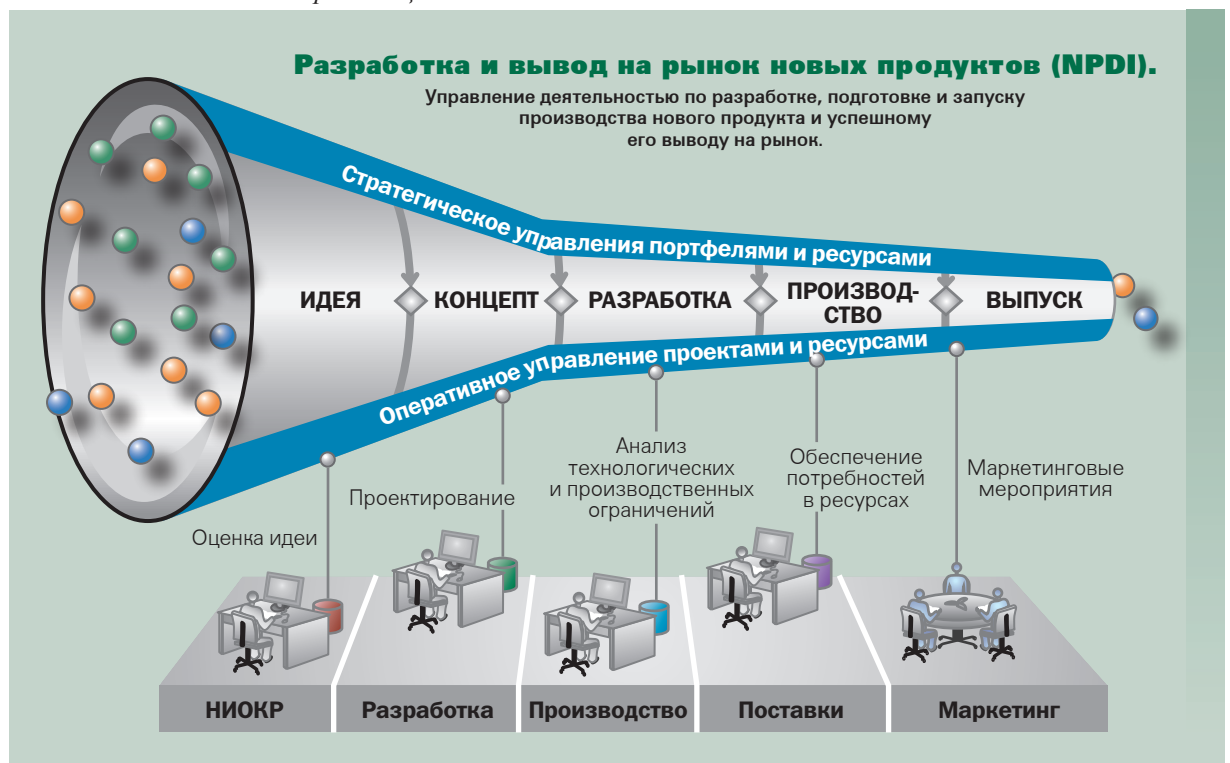 Разработка и вывод на рынок новых продуктов (NPDI).
Управление деятельностью по разработке, подготовке и запуску
производства нового продукта и успешному
его выводу на рынок.
Стратегическое управления портфелями и ресурсами
ИДЕЯ
КОНЦЕПТ
РАЗРАБОТКА
ПРОИЗВОД-
СТВО
ВЫПУСК
Оперативное управление проектами и ресурсами
Оценка идеи
Проектирование
Анализ
технологических
и производственных
ограничений
Обеспечение
потребностей
в ресурсах
Маркетинговые
мероприятия
НИОКР
Разработка
Производство
Поставки
Маркетинг